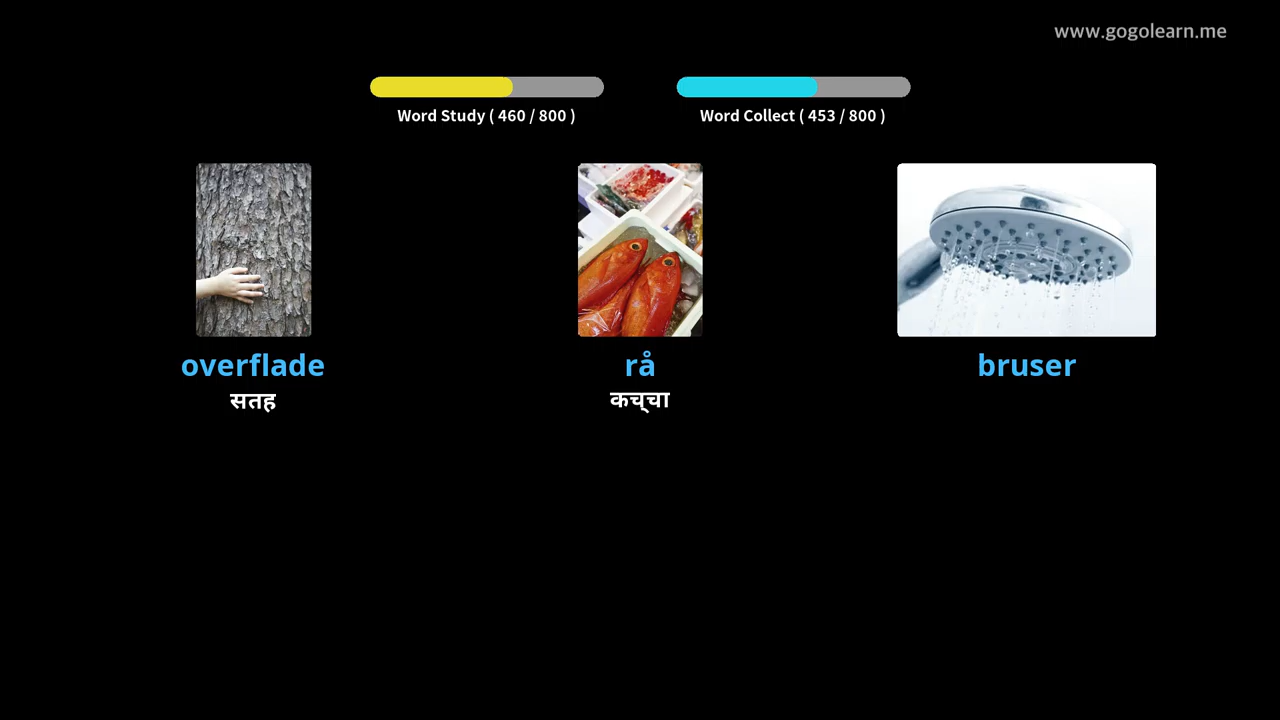 www.gogolearn.me
Word Study ( 460 / 800 )
Word Collect ( 453 / 800 )
overflade
सतह
rå
कच्चा
bruser